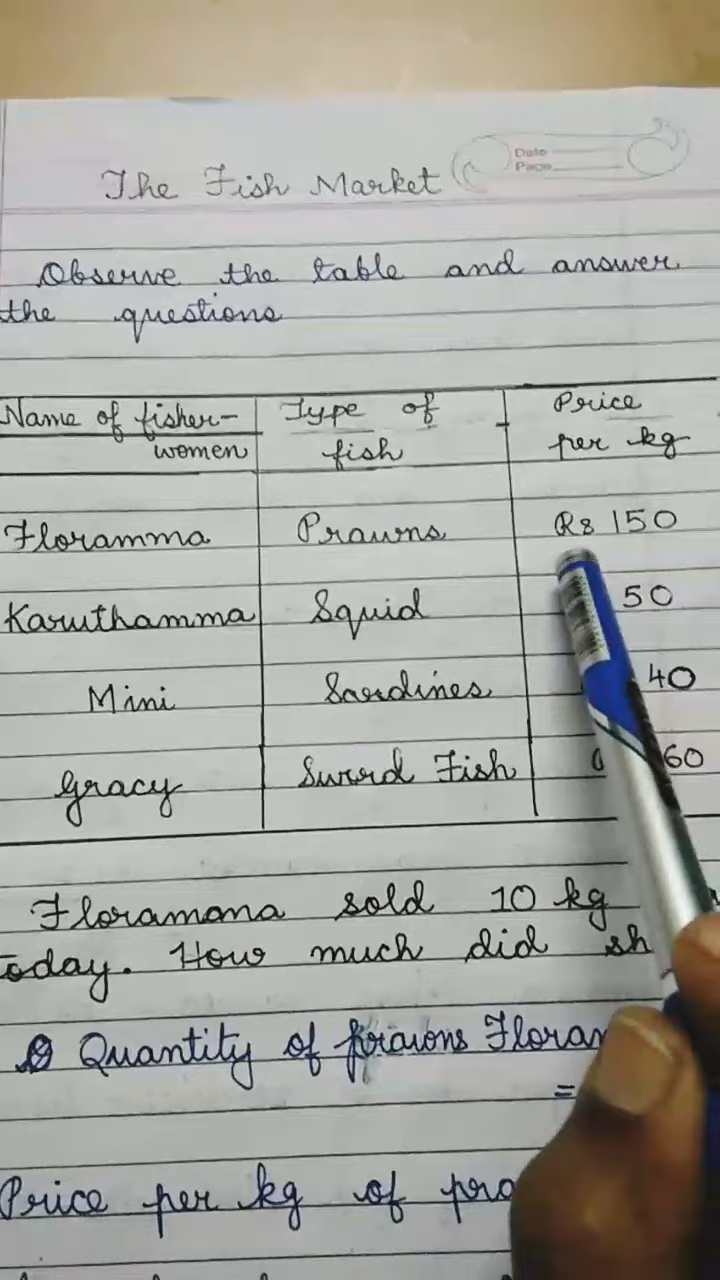 Date
Page
The Fish Market
Observe the table and answer
the questions
Name of fisher- Type of Price
women fish per kg
Floramma Prawns Rs 150
Karuthamma Squid 50
Mini Sardines 40
Gracy Sword Fish 60
Floramona sold 10 kg
today. How much did sh
Quantity of prawns Floram
=
Price per kg of pra